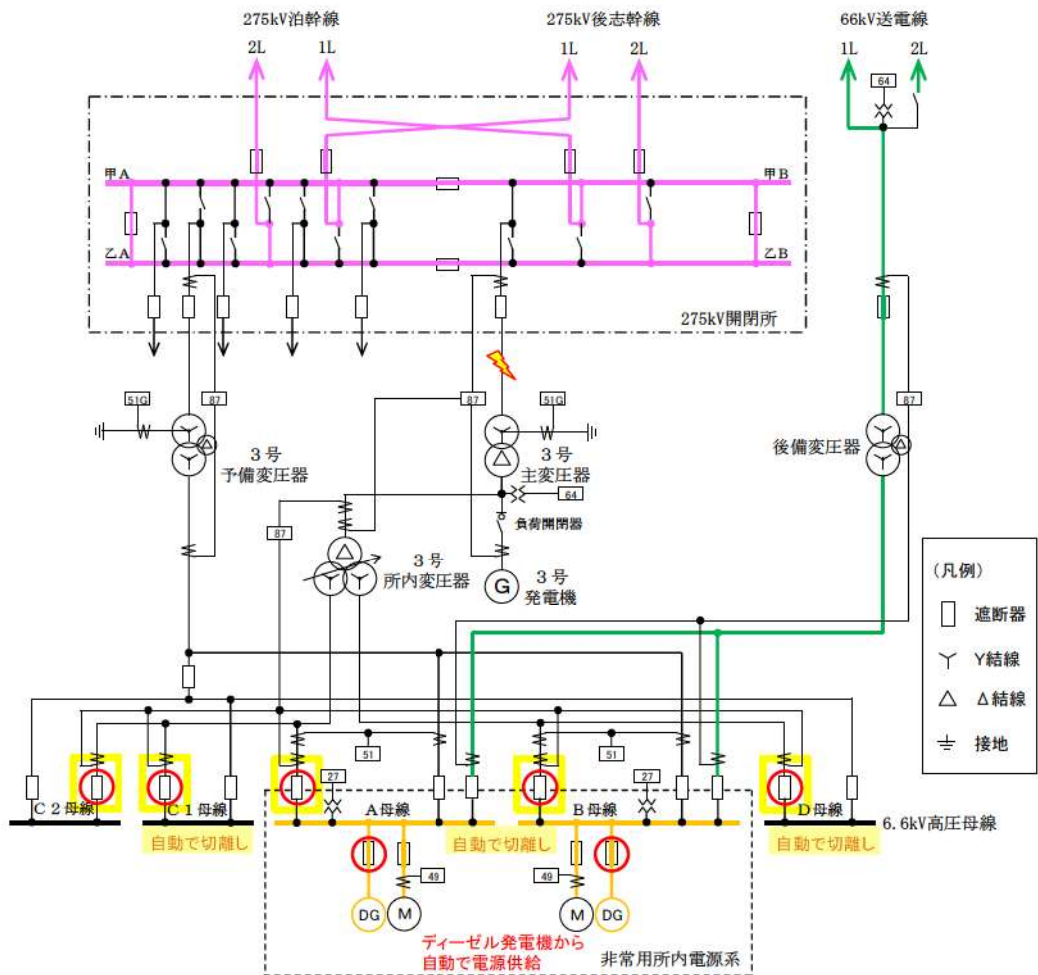 275kV泊幹線
275kV後志幹線
66kV送電線
2L
1L
1L
2L
1L
2L
64
甲A
甲B
乙A
乙B
275kV開閉所
51G
87
87
51G
87
3号
予備変圧器
3号
主変圧器
後備変圧器
64
87
負荷開閉器
3号
所内変圧器
G
3号
発電機
(凡例)
遮断器
Y結線
Δ結線
接地
51
51
27
27
C2母線
C1母線
A母線
B母線
D母線
6.6kV高圧母線
自動で切離し
自動で切離し
自動で切離し
49
49
DG
M
M
DG
ディーゼル発電機から
自動で電源供給
非常用所内電源系